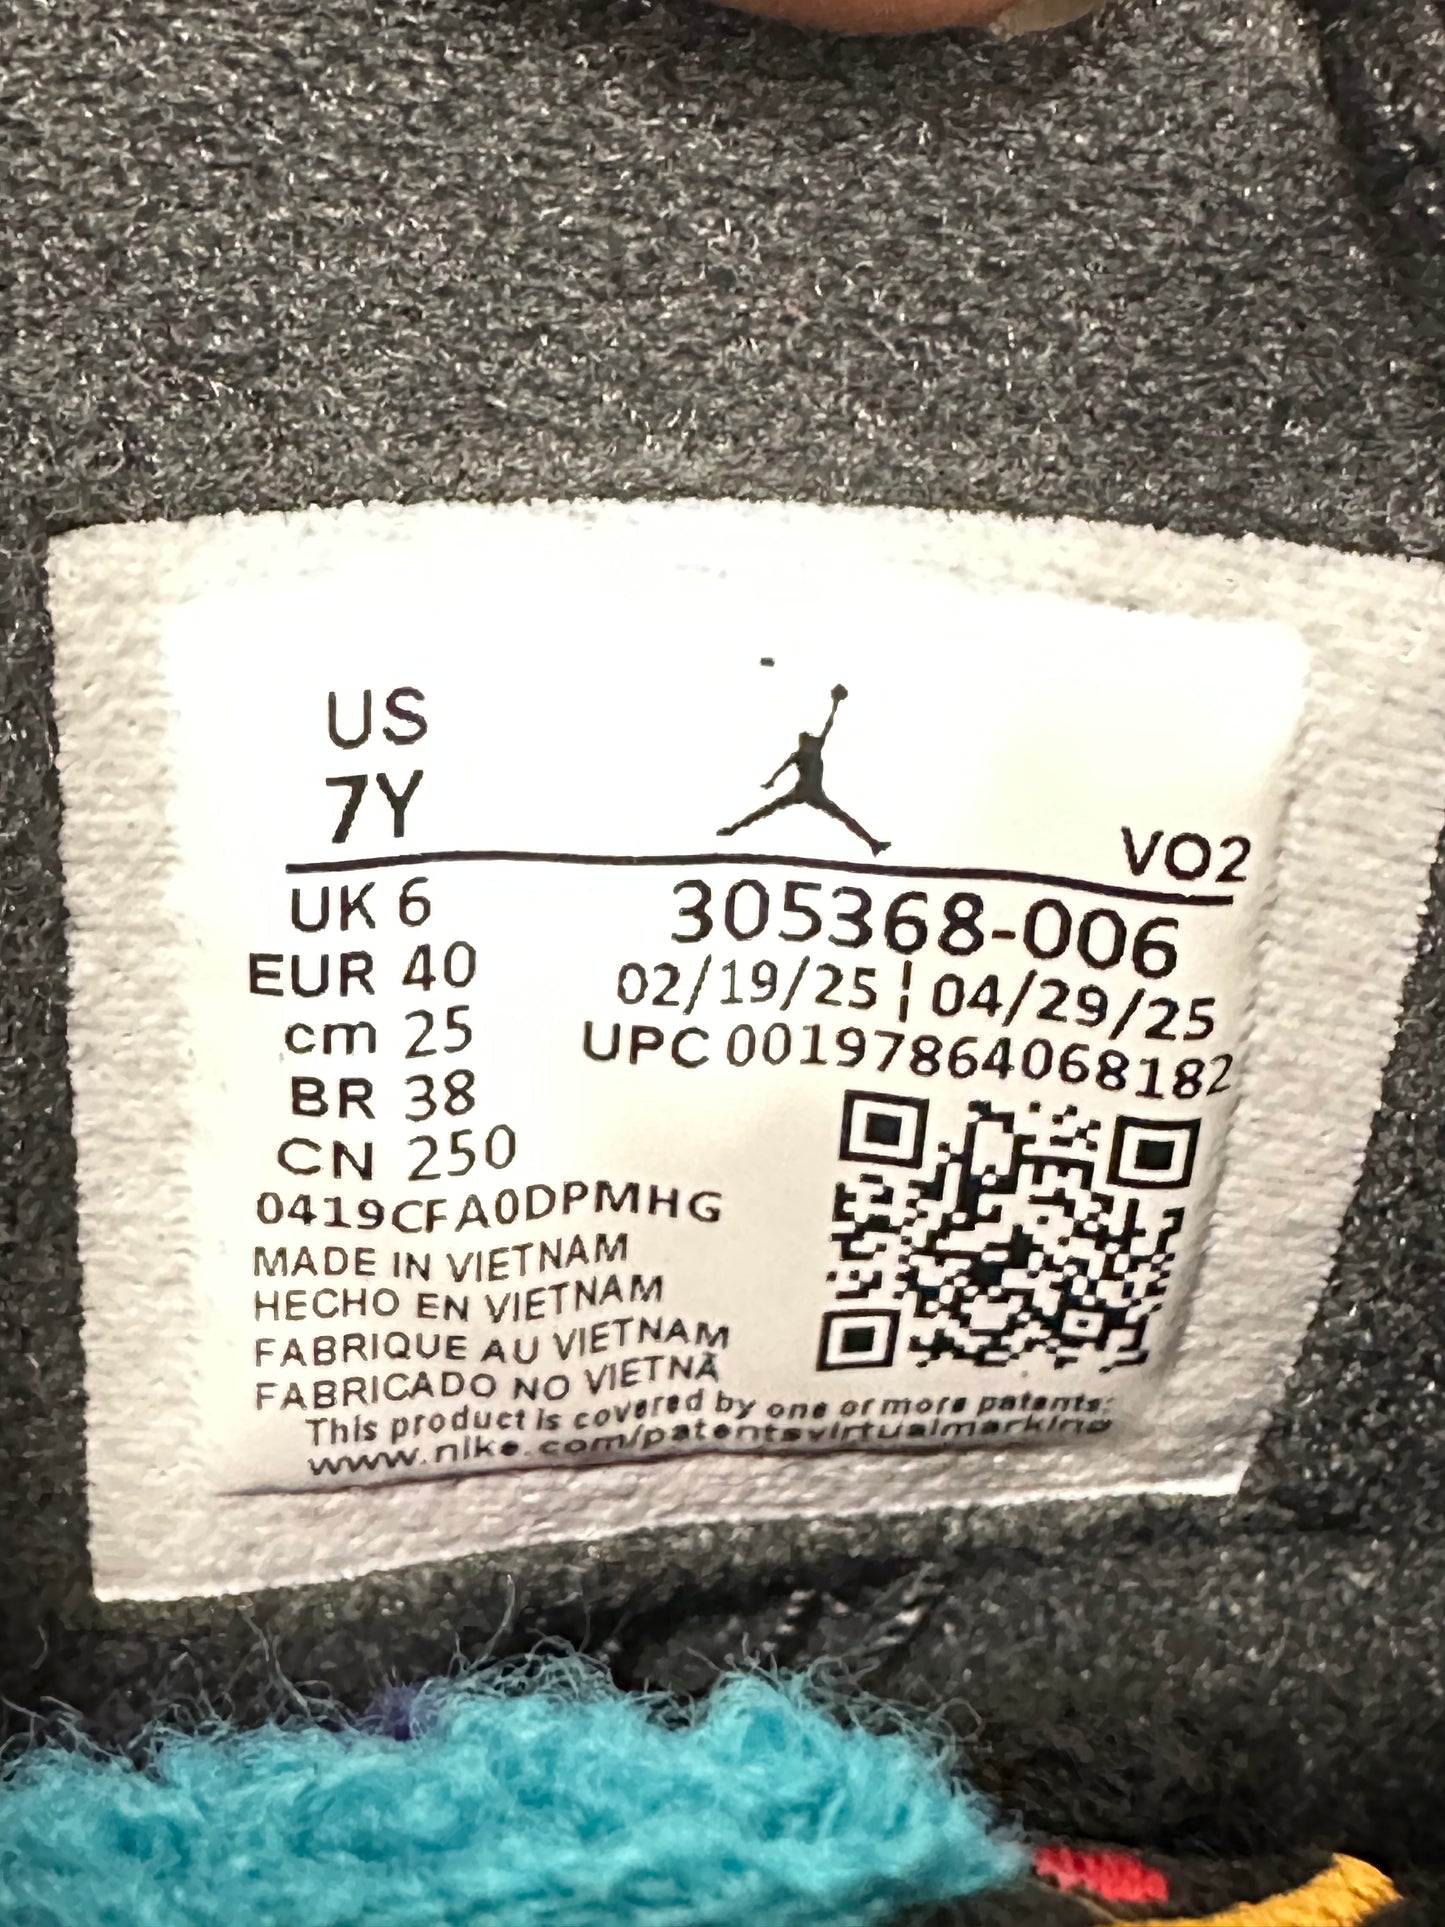 US
7Y
VO2
UK 6
305368-006
EUR 40
02/19/25 ¦ 04/29/25
cm 25
UPC 00197864068182
BR 38
CN 250
0419CFA0DPMHG
MADE IN VIETNAM
HECHO EN VIETNAM
FABRIQUE AU VIETNAM
FABRICADO NO VIETNÃ
This product is covered by one or more patents:
www.nike.com/patentsvirtualmarking